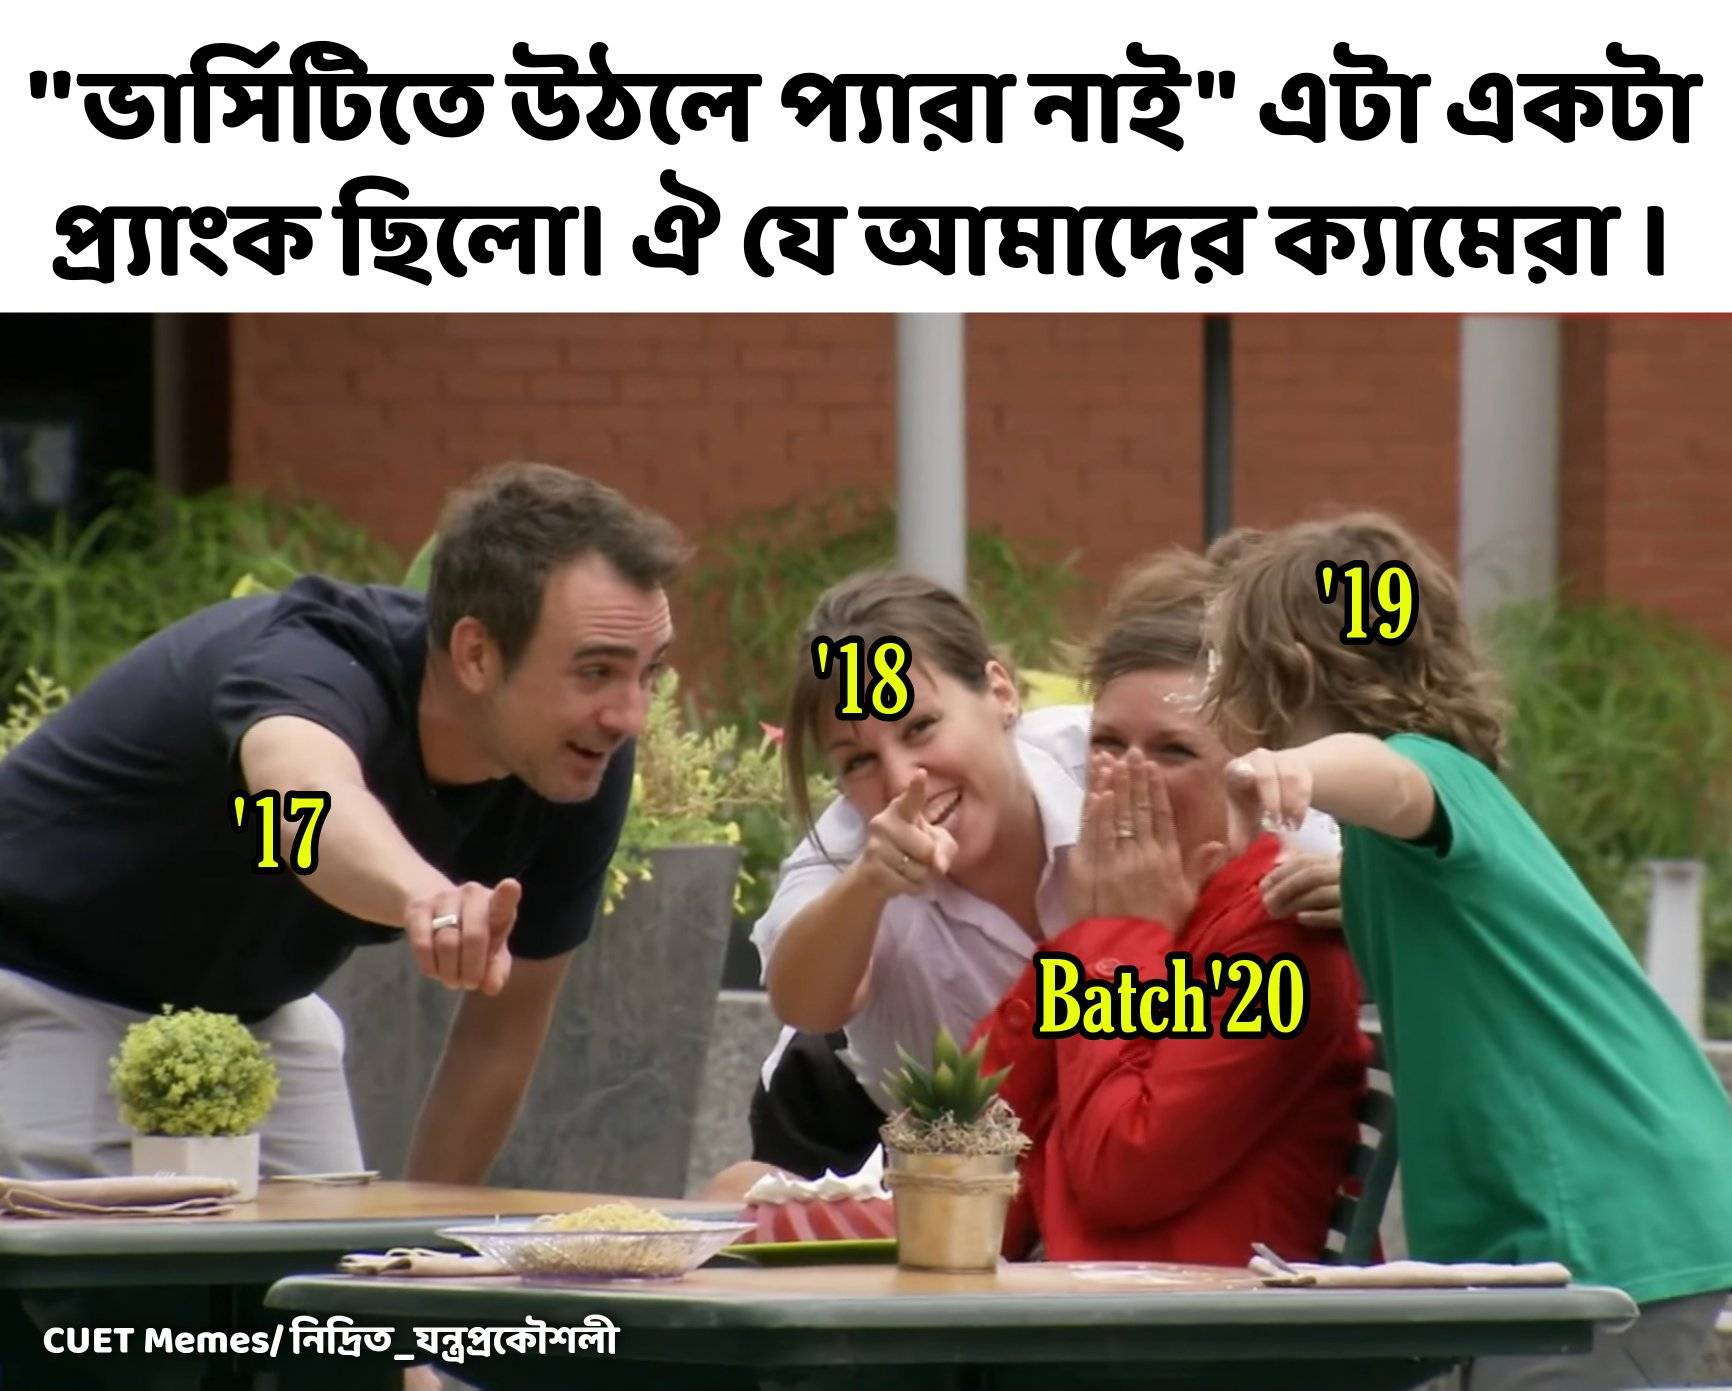 "ভার্সিটিতে উঠলে প্যারা নাই" এটা একটা
প্র্যাংক ছিলো। ঐ যে আমাদের ক্যামেরা ।
'19
'18
'17
Batch'20
CUET Memes/ নিদ্রিত_যন্ত্রপ্রকৌশলী